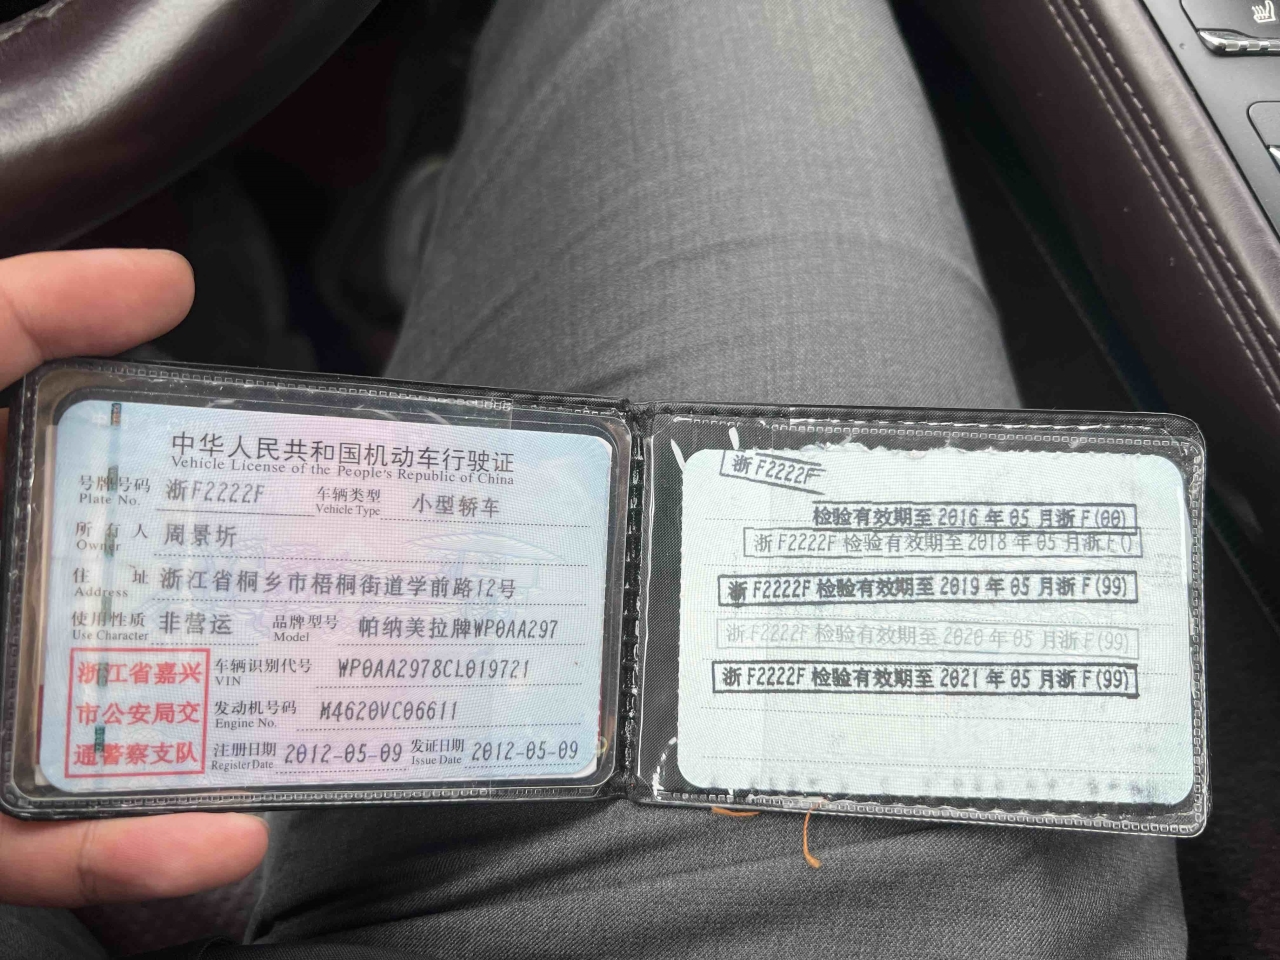 中华人民共和国机动车行驶证
Vehicle License of the People's Republic of China
号牌号码 浙F2222F 车辆类型 小型轿车
Plate No. Vehicle Type
所有人 周景圻
Owner
住址 浙江省桐乡市梧桐街道学前路12号
Address
使用性质 非营运 品牌型号 帕纳美拉牌WP0AA297
Use Character Model
浙江省嘉兴
市公安局交
通警察支队
车辆识别代号 WP0AA2978CL019721
VIN
发动机号码 M4620VC06611
Engine No.
注册日期 2012-05-09 发证日期 2012-05-09
Register Date Issue Date
浙F2222F
检验有效期至2016年05月浙F(00)
浙F2222F 检验有效期至2018年05月浙F()
浙F2222F 检验有效期至2019年05月浙F(99)
浙F2222F 检验有效期至2020年05月浙F(99)
浙F2222F 检验有效期至2021年05月浙F(99)